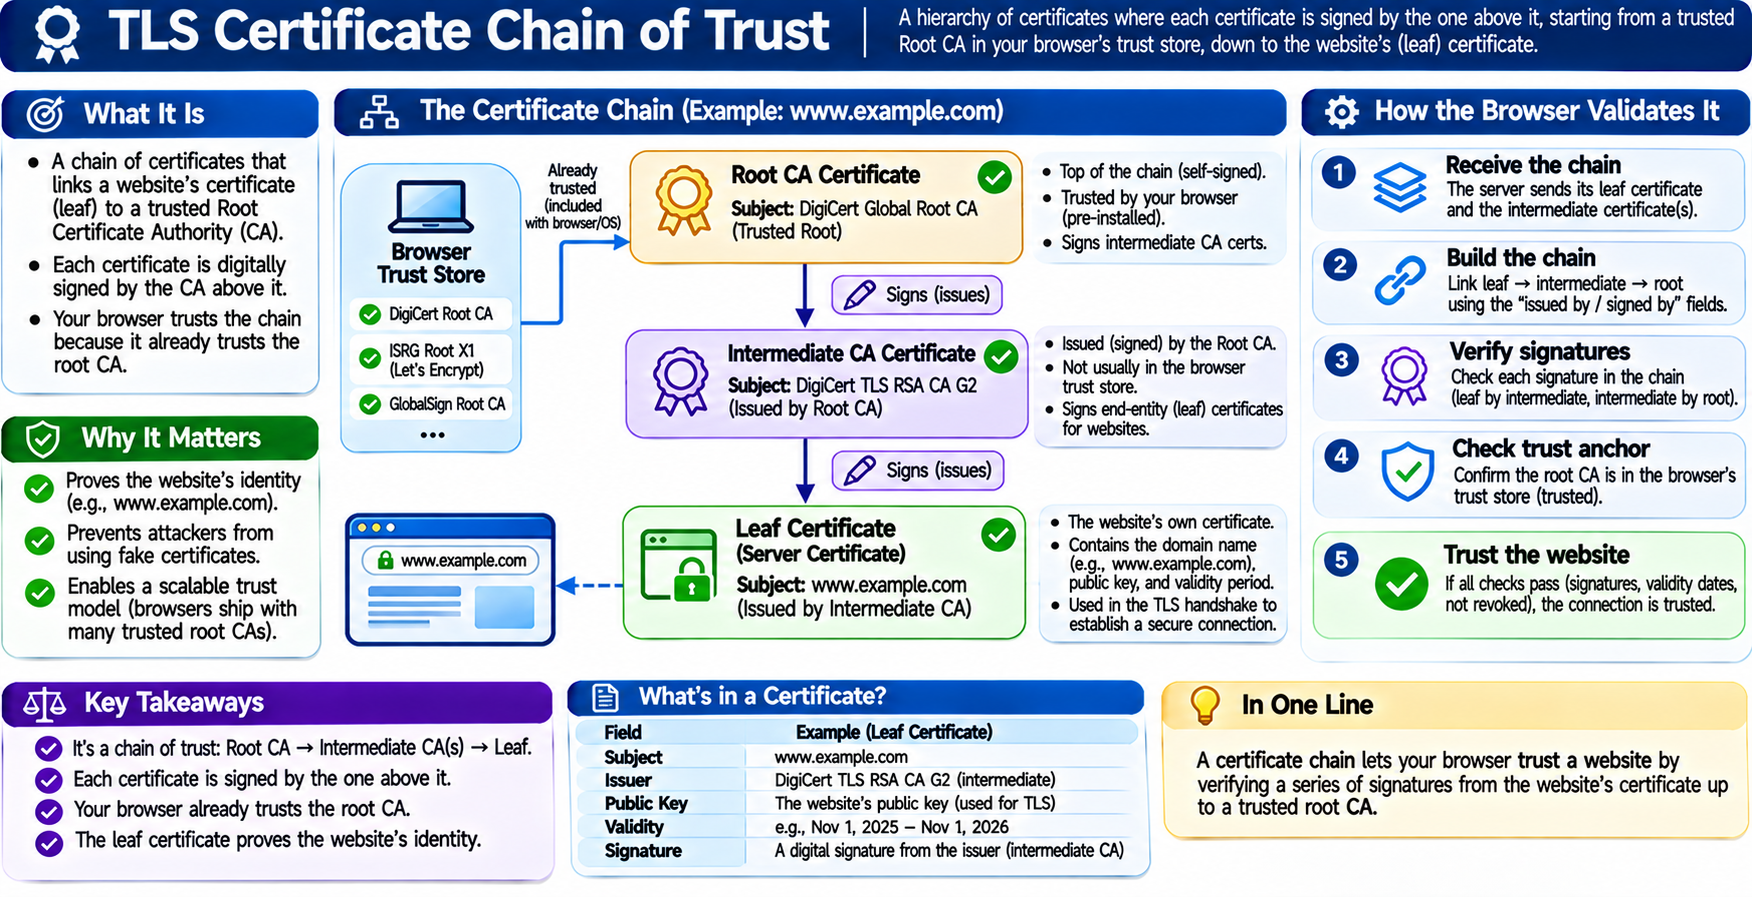 TLS Certificate Chain of Trust
A hierarchy of certificates where each certificate is signed by the one above it, starting from a trusted
Root CA in your browser's trust store, down to the website's (leaf) certificate.
What It Is
• A chain of certificates that
links a website's certificate
(leaf) to a trusted Root
Certificate Authority (CA).
• Each certificate is digitally
signed by the CA above it.
• Your browser trusts the chain
because it already trusts the
root CA.
Why It Matters
Proves the website's identity
(e.g., www.example.com).
Prevents attackers from
using fake certificates.
Enables a scalable trust
model (browsers ship with
many trusted root CAs).
The Certificate Chain (Example: www.example.com)
Browser
Trust Store
DigiCert Root CA
ISRG Root X1
(Let's Encrypt)
GlobalSign Root CA
•••
Already
trusted
(included
with browser/OS)
Root CA Certificate
Subject: DigiCert Global Root CA
(Trusted Root)
• Top of the chain (self-signed).
• Trusted by your browser
(pre-installed).
• Signs intermediate CA certs.
Signs (issues)
Intermediate CA Certificate
Subject: DigiCert TLS RSA CA G2
(Issued by Root CA)
• Issued (signed) by the Root CA.
• Not usually in the browser
trust store.
• Signs end-entity (leaf) certificates
for websites.
Signs (issues)
Leaf Certificate
(Server Certificate)
Subject: www.example.com
(Issued by Intermediate CA)
• The website's own certificate.
• Contains the domain name
(e.g., www.example.com),
public key, and validity period.
• Used in the TLS handshake to
establish a secure connection.
www.example.com
How the Browser Validates It
1
Receive the chain
The server sends its leaf certificate
and the intermediate certificate(s).
2
Build the chain
Link leaf → intermediate → root
using the “issued by / signed by” fields.
3
Verify signatures
Check each signature in the chain
(leaf by intermediate, intermediate by root).
4
Check trust anchor
Confirm the root CA is in the browser's
trust store (trusted).
5
Trust the website
If all checks pass (signatures, validity dates,
not revoked), the connection is trusted.
Key Takeaways
It's a chain of trust: Root CA → Intermediate CA(s) → Leaf.
Each certificate is signed by the one above it.
Your browser already trusts the root CA.
The leaf certificate proves the website's identity.
What's in a Certificate?
Field Example (Leaf Certificate)
Subject www.example.com
Issuer DigiCert TLS RSA CA G2 (intermediate)
Public Key The website's public key (used for TLS)
Validity e.g., Nov 1, 2025 – Nov 1, 2026
Signature A digital signature from the issuer (intermediate CA)
In One Line
A certificate chain lets your browser trust a website by
verifying a series of signatures from the website's certificate up
to a trusted root CA.